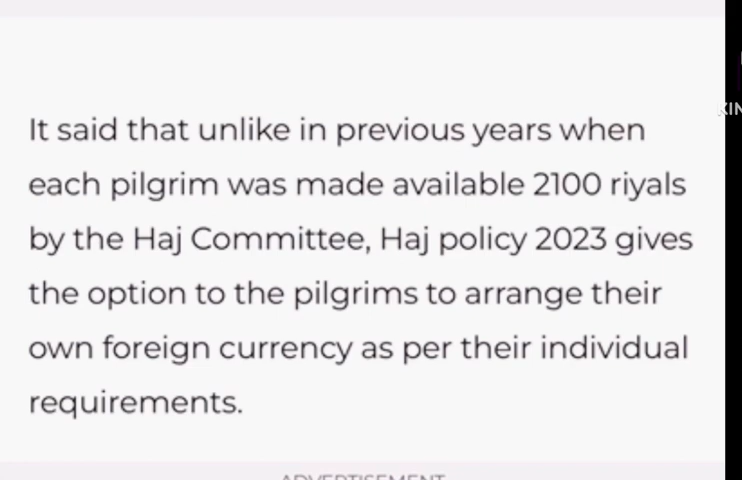 It said that unlike in previous years when
each pilgrim was made available 2100 riyals
by the Haj Committee, Haj policy 2023 gives
the option to the pilgrims to arrange their
own foreign currency as per their individual
requirements.
ADVERTISEMENT